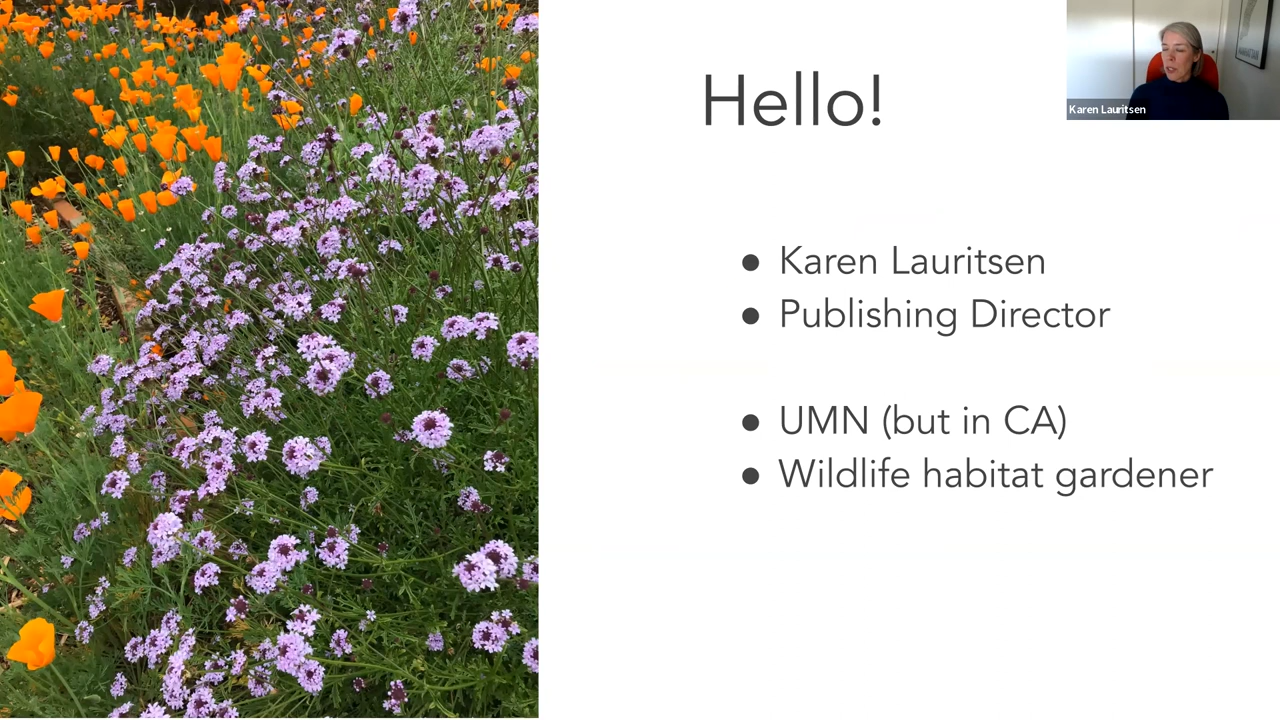 Hello!
Karen Lauritsen
● Karen Lauritsen
● Publishing Director
● UMN (but in CA)
● Wildlife habitat gardener